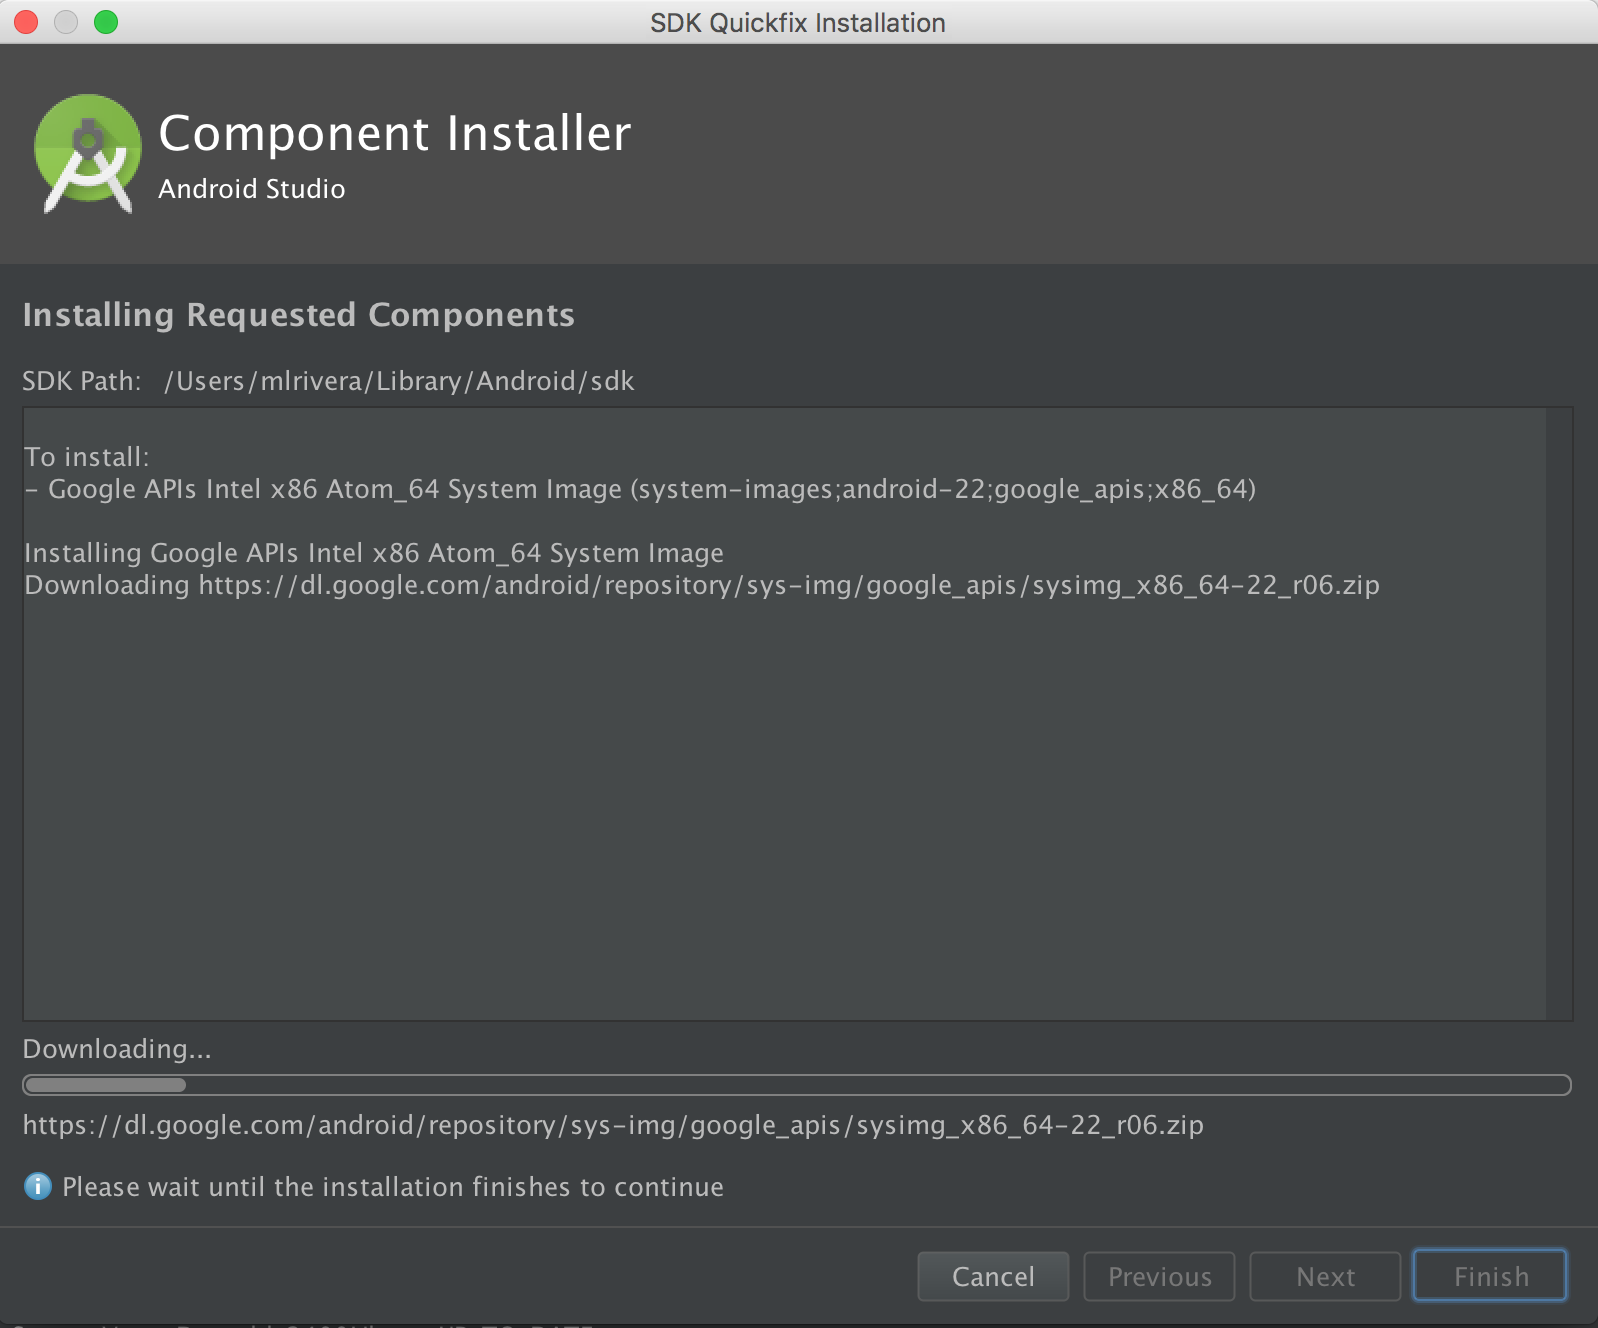 SDK Quickfix Installation
Component Installer
Android Studio
Installing Requested Components
SDK Path: /Users/mlrivera/Library/Android/sdk
To install:
- Google APIs Intel x86 Atom_64 System Image (system-images;android-22;google_apis;x86_64)
Installing Google APIs Intel x86 Atom_64 System Image
Downloading https://dl.google.com/android/repository/sys-img/google_apis/sysimg_x86_64-22_r06.zip
Downloading...
https://dl.google.com/android/repository/sys-img/google_apis/sysimg_x86_64-22_r06.zip
Please wait until the installation finishes to continue
Cancel Previous Next Finish